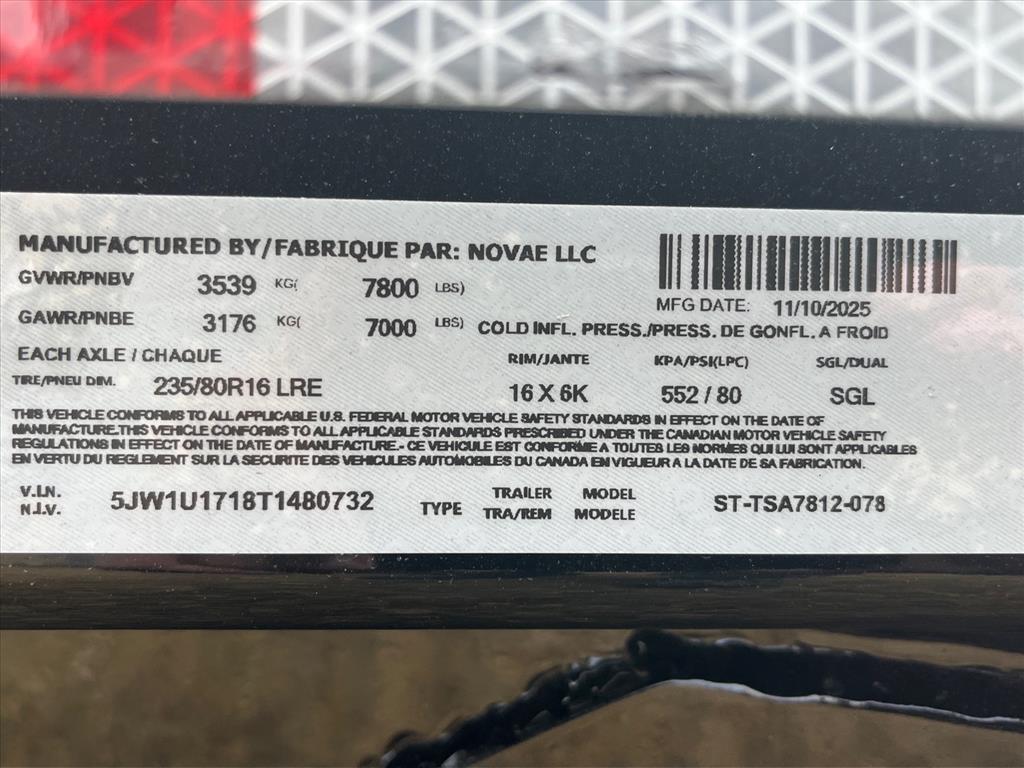 MANUFACTURED BY/FABRIQUE PAR: NOVAE LLC
GVWR/PNBV 3539 KG( 7800 LBS)
MFG DATE: 11/10/2025
GAWR/PNBE 3176 KG( 7000 LBS) COLD INFL. PRESS./PRESS. DE GONFL. A FROID
EACH AXLE / CHAQUE RIM/JANTE KPA/PSI(LPC) SGL/DUAL
TIRE/PNEU DIM. 235/80R16 LRE 16 X 6K 552 / 80 SGL
THIS VEHICLE CONFORMS TO ALL APPLICABLE U.S. FEDERAL MOTOR VEHICLE SAFETY STANDARDS IN EFFECT ON THE DATE OF
MANUFACTURE.THIS VEHICLE CONFORMS TO ALL APPLICABLE STANDARDS PRESCRIBED UNDER THE CANADIAN MOTOR VEHICLE SAFETY
REGULATIONS IN EFFECT ON THE DATE OF MANUFACTURE.- CE VEHICULE EST CONFORME A TOUTES LES NORMES QUI LUI SONT APPLICABLES
EN VERTU DU REGLEMENT SUR LA SECURITE DES VEHICULES AUTOMOBILES DU CANADA EN VIGUEUR A LA DATE DE SA FABRICATION.
V.I.N. 5JW1U1718T1480732 TYPE TRAILER MODEL ST-TSA7812-078
N.I.V. TRA/REM MODELE